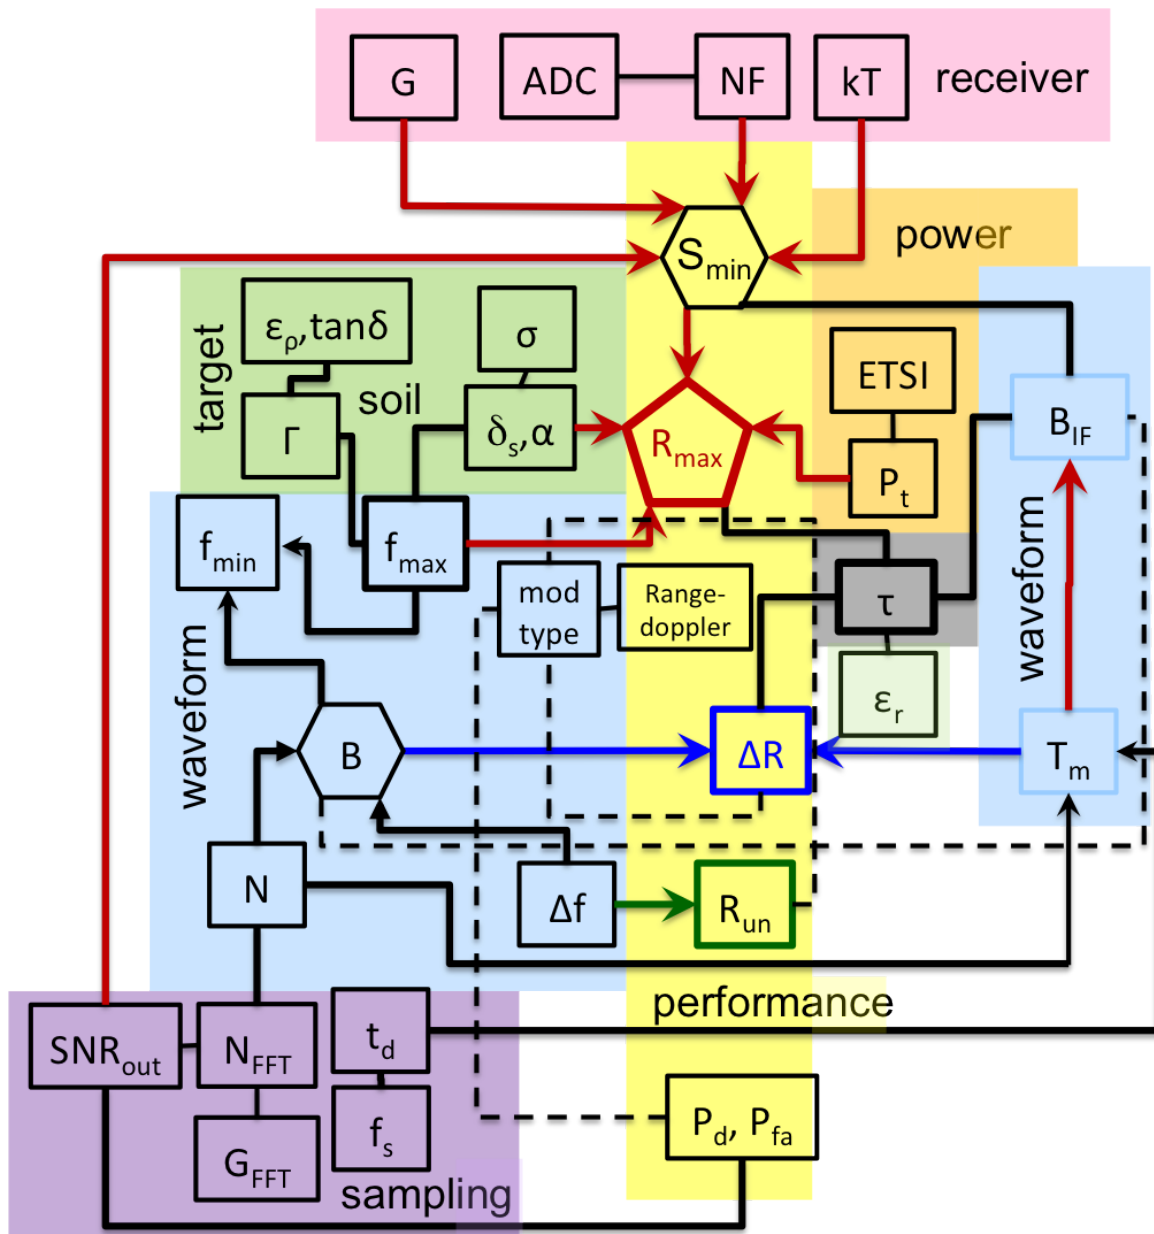 G
ADC
NF
kT
receiver
S_min
power
ε_ρ,tanδ
σ
target
soil
ETSI
Γ
δ_s,α
R_max
B_IF
P_t
f_min
f_max
waveform
mod
type
Range-
doppler
τ
ε_r
waveform
B
ΔR
T_m
N
Δf
R_un
performance
SNR_out
N_FFT
t_d
G_FFT
f_s
P_d, P_fa
sampling